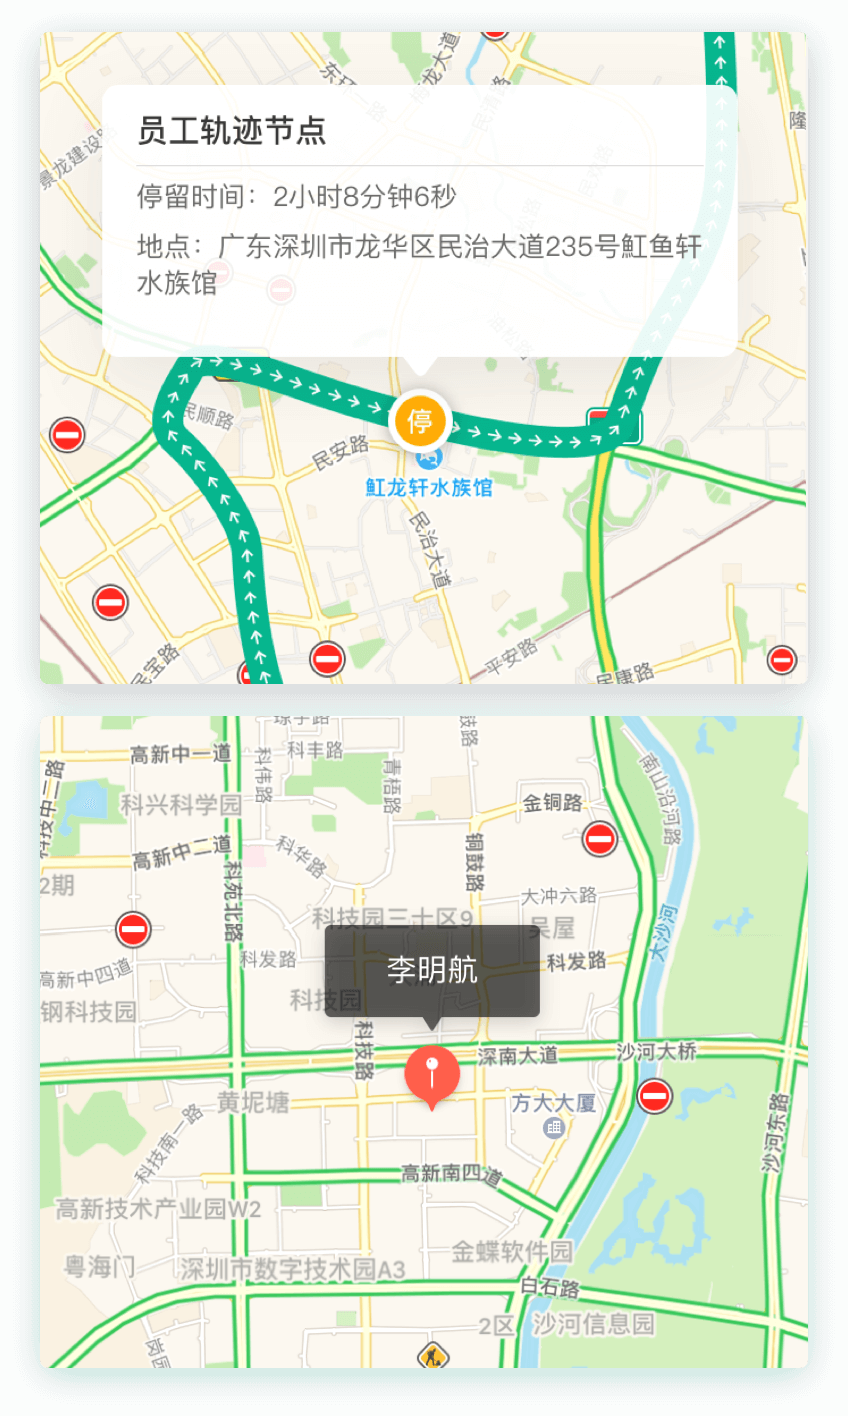 隆
景龙建设路
员工轨迹节点
停留时间：2小时8分钟6秒
地点：广东深圳市龙华区民治大道235号魟鱼轩
水族馆
民顺路
停
民安路
魟龙轩水族馆
民治大道
民宝路
平安路
民康路
科丰路
高新中一道
科伟路
青梧路
南山沿河路
科技中二路
科兴科学园
金铜路
高新中二道
科华路
铜鼓路
2期
科苑北路
大冲六路
科技园三十区9
吴屋
大沙河
李明航
科发路
科发路
高新中四道
科技园
钢科技园
科技路
深南大道
沙河大桥
黄坭塘
方大大厦
沙河东路
科技南一路
高新南四道
高新技术产业园W2
粤海门
深圳市数字技术园A3
金蝶软件园
白石路
2区
沙河信息园